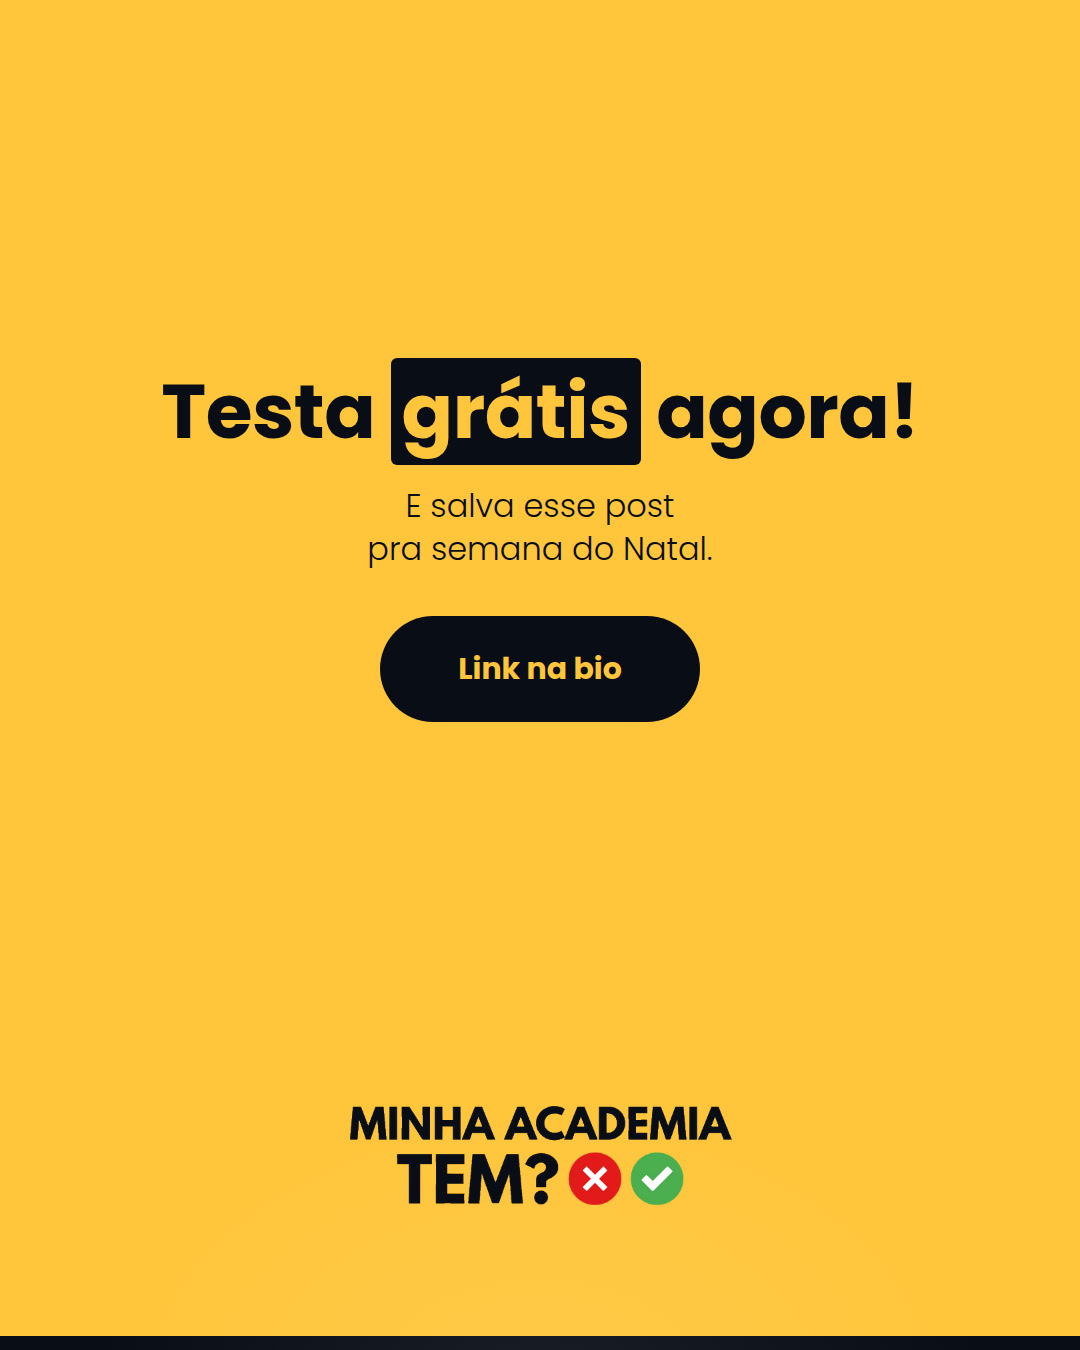 Testa grátis agora!
E salva esse post
pra semana do Natal.
Link na bio
MINHA ACADEMIA
TEM?